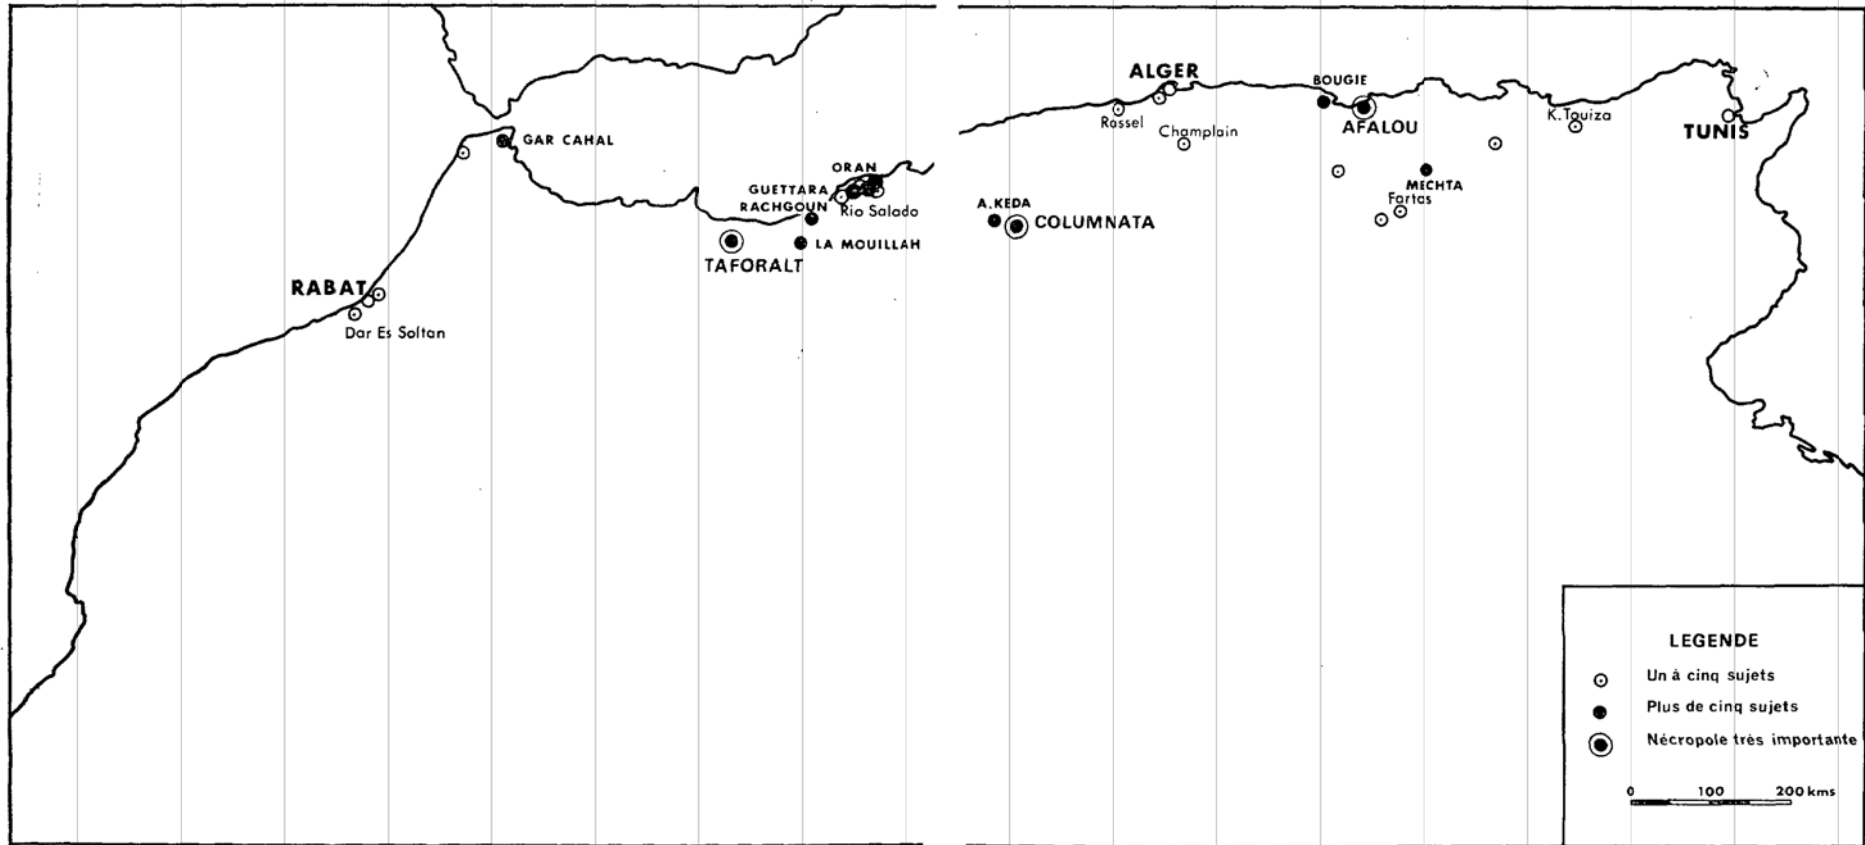 ALGER
BOUGIE
Rassel
Champlain
AFALOU
K.Touiza
TUNIS
GAR CAHAL
ORAN
GUETTARA
RACHGOUN
Rio Salado
MECHTA
Fartas
A.KEDA
COLUMNATA
LA MOUILLAH
TAFORALT
RABAT
Dar Es Soltan
LEGENDE
Un à cinq sujets
Plus de cinq sujets
Nécropole très importante
0 100 200 kms